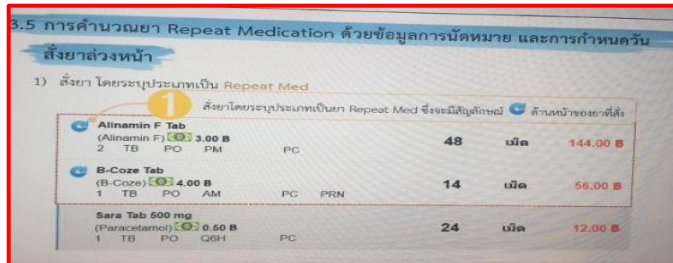 3.5 การคำนวณยา Repeat Medication ด้วยข้อมูลการนัดหมาย และการกำหนดวัน
สั่งยาล่วงหน้า
1) สั่งยา โดยระบุประเภทเป็น Repeat Med
1 สั่งยาโดยระบุประเภทเป็นยา Repeat Med ซึ่งจะมีสัญลักษณ์ ด้านหน้าของยาที่สั่ง
Alinamin F Tab
(Alinamin F) 3.00 B 48 เม็ด 144.00 B
2 TB PO PM PC
B-Coze Tab
(B-Coze) 4.00 B 14 เม็ด 56.00 B
1 TB PO AM PC PRN
Sara Tab 500 mg
(Paracetamol) 0.50 B 24 เม็ด 12.00 B
1 TB PO Q6H PC